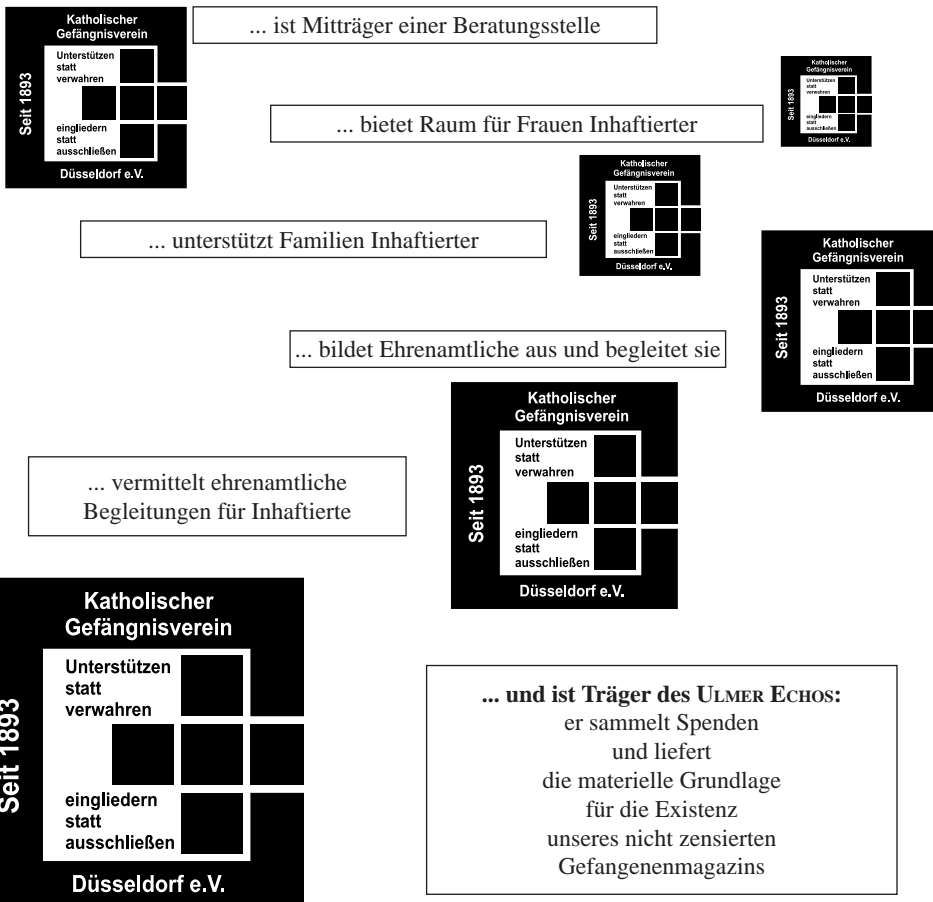 Katholischer
Gefängnisverein
Unterstützen
statt
verwahren
Seit 1893
eingliedern
statt
ausschließen
Düsseldorf e.V.
... ist Mitträger einer Beratungsstelle
Katholischer
Gefängnisverein
Unterstützen
statt
verwahren
Seit 1893
eingliedern
statt
ausschließen
Düsseldorf e.V.
... bietet Raum für Frauen Inhaftierter
Katholischer
Gefängnisverein
Unterstützen
statt
verwahren
Seit 1893
eingliedern
statt
ausschließen
Düsseldorf e.V.
... unterstützt Familien Inhaftierter
Katholischer
Gefängnisverein
Unterstützen
statt
verwahren
Seit 1893
eingliedern
statt
ausschließen
Düsseldorf e.V.
... bildet Ehrenamtliche aus und begleitet sie
Katholischer
Gefängnisverein
Unterstützen
statt
verwahren
Seit 1893
eingliedern
statt
ausschließen
Düsseldorf e.V.
... vermittelt ehrenamtliche
Begleitungen für Inhaftierte
Katholischer
Gefängnisverein
Unterstützen
statt
verwahren
Seit 1893
eingliedern
statt
ausschließen
Düsseldorf e.V.
... und ist Träger des ULMER ECHOS:
er sammelt Spenden
und liefert
die materielle Grundlage
für die Existenz
unseres nicht zensierten
Gefangenenmagazins